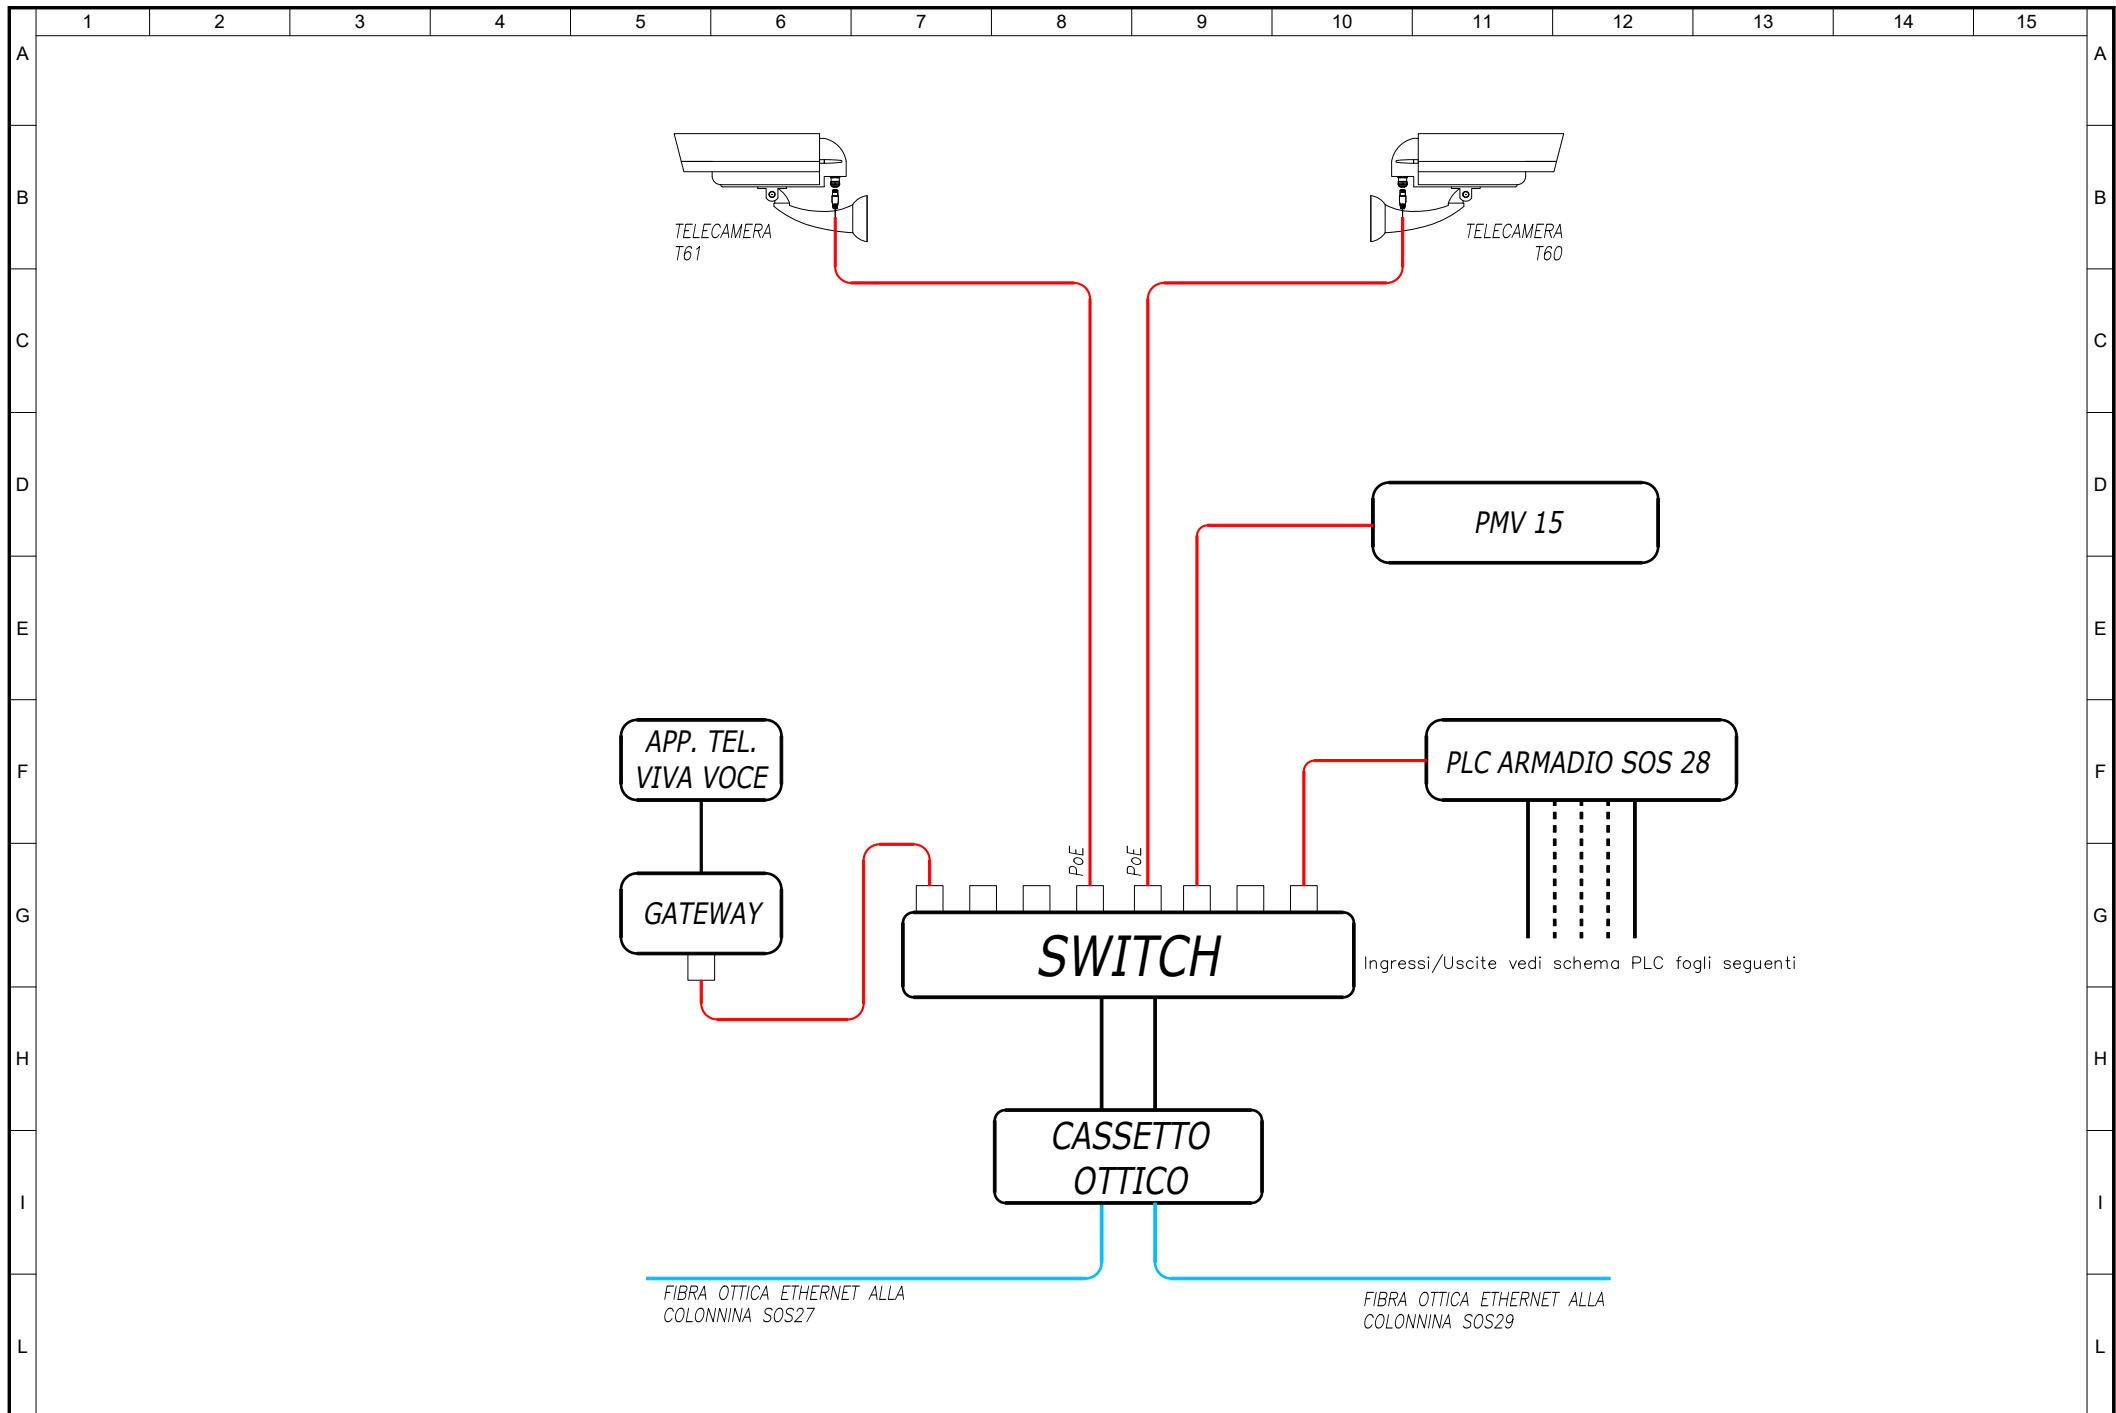 1 2 3 4 5 6 7 8 9 10 11 12 13 14 15
A A
B B
TELECAMERA
T61
TELECAMERA
T60
C C
D D
PMV 15
E E
APP. TEL.
VIVA VOCE
PLC ARMADIO SOS 28
F F
PoE PoE
GATEWAY
SWITCH
G G
Ingressi/Uscite vedi schema PLC fogli seguenti
H H
CASSETTO
OTTICO
I I
FIBRA OTTICA ETHERNET ALLA
COLONNINA SOS27
FIBRA OTTICA ETHERNET ALLA
COLONNINA SOS29
L L